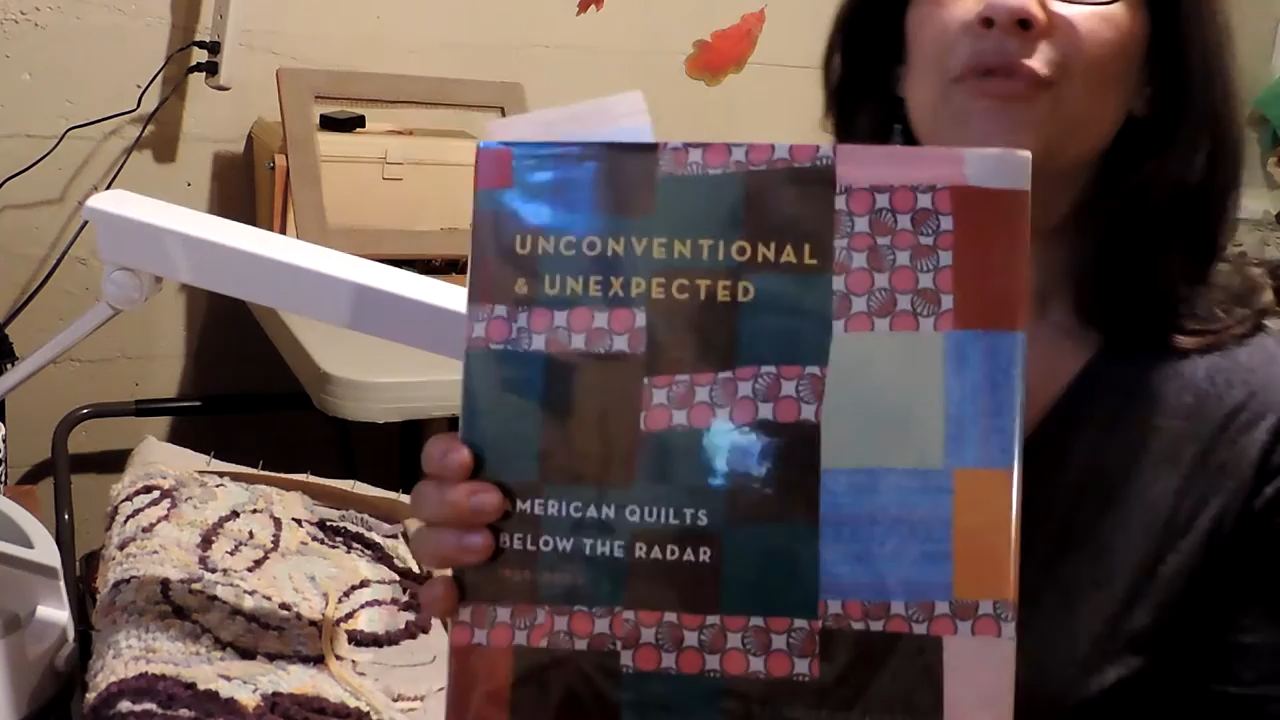 UNCONVENTIONAL
& UNEXPECTED
MERICAN QUILTS
BELOW THE RADAR